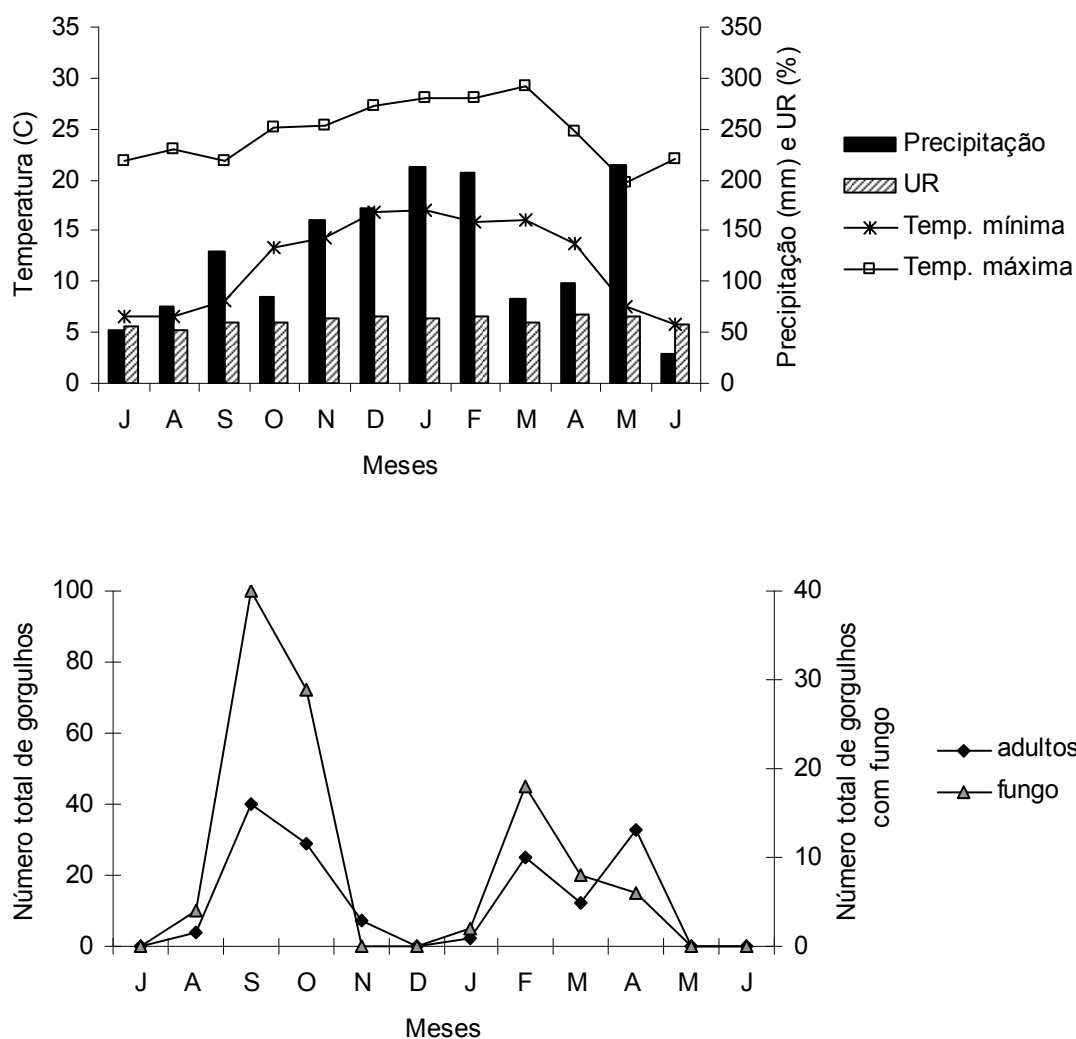 35
30
25
20
15
10
5
0
Temperatura (C)
350
300
250
200
150
100
50
0
Precipitação (mm) e UR (%)
J A S O N D J F M A M J
Meses
Precipitação
UR
Temp. mínima
Temp. máxima
100
80
60
40
20
0
Número total de gorgulhos
40
30
20
10
0
Número total de gorgulhos
com fungo
J A S O N D J F M A M J
Meses
adultos
fungo